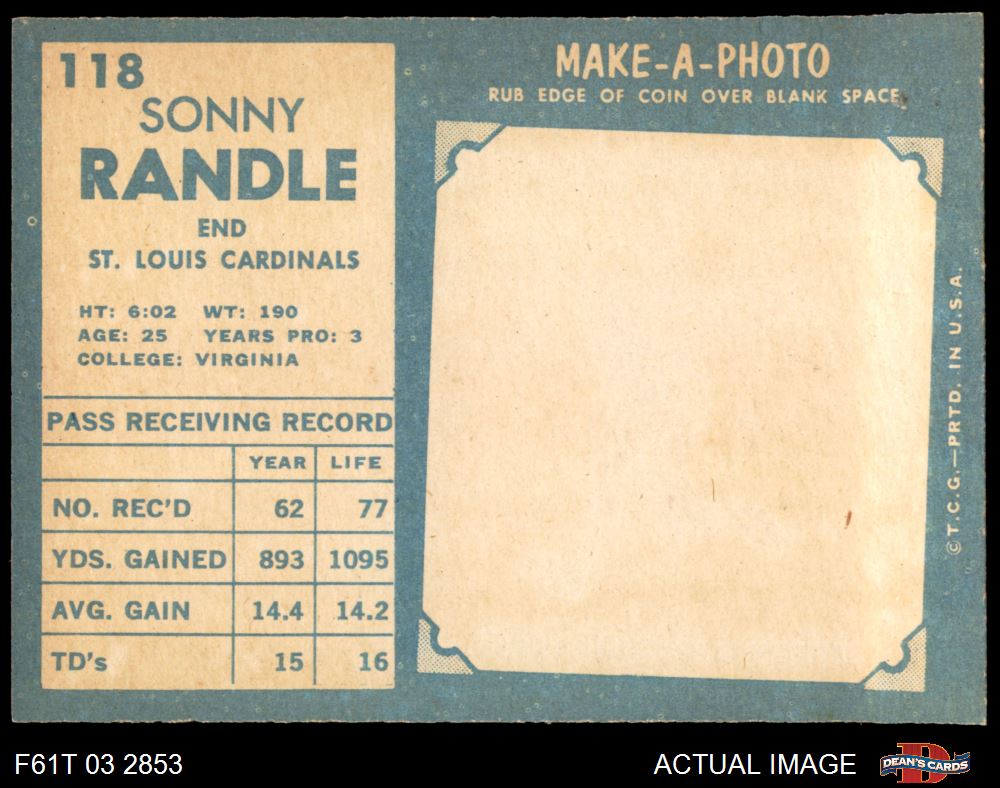 118
SONNY
RANDLE
END
ST. LOUIS CARDINALS
HT: 6:02 WT: 190
AGE: 25 YEARS PRO: 3
COLLEGE: VIRGINIA
PASS RECEIVING RECORD
YEAR LIFE
NO. REC'D 62 77
YDS. GAINED 893 1095
AVG. GAIN 14.4 14.2
TD's 15 16
MAKE-A-PHOTO
RUB EDGE OF COIN OVER BLANK SPACE
© T.C.G.—PRTD. IN U.S.A.
F61T 03 2853
ACTUAL IMAGE
D
DEAN'S CARDS